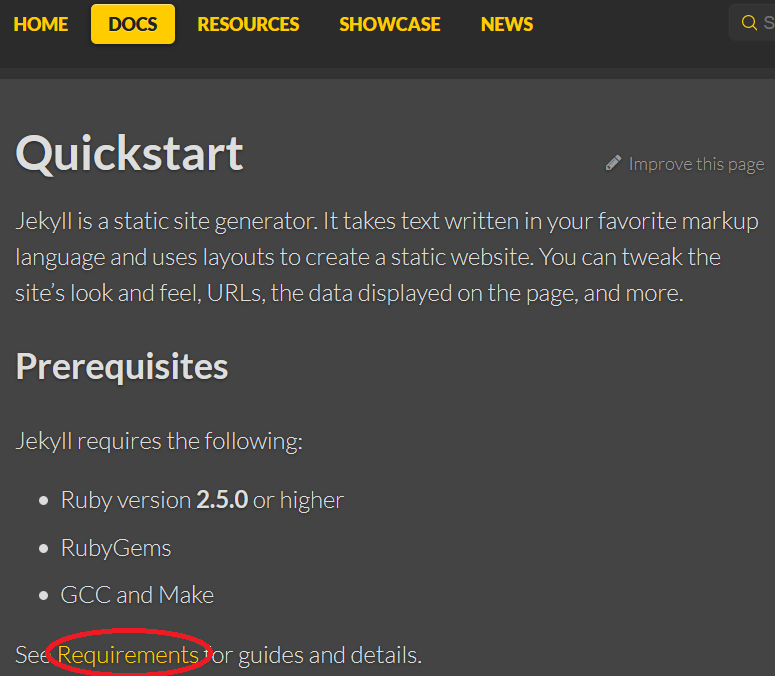 HOME DOCS RESOURCES SHOWCASE NEWS S
Quickstart
Improve this page
Jekyll is a static site generator. It takes text written in your favorite markup
language and uses layouts to create a static website. You can tweak the
site’s look and feel, URLs, the data displayed on the page, and more.
Prerequisites
Jekyll requires the following:
• Ruby version 2.5.0 or higher
• RubyGems
• GCC and Make
See Requirements for guides and details.